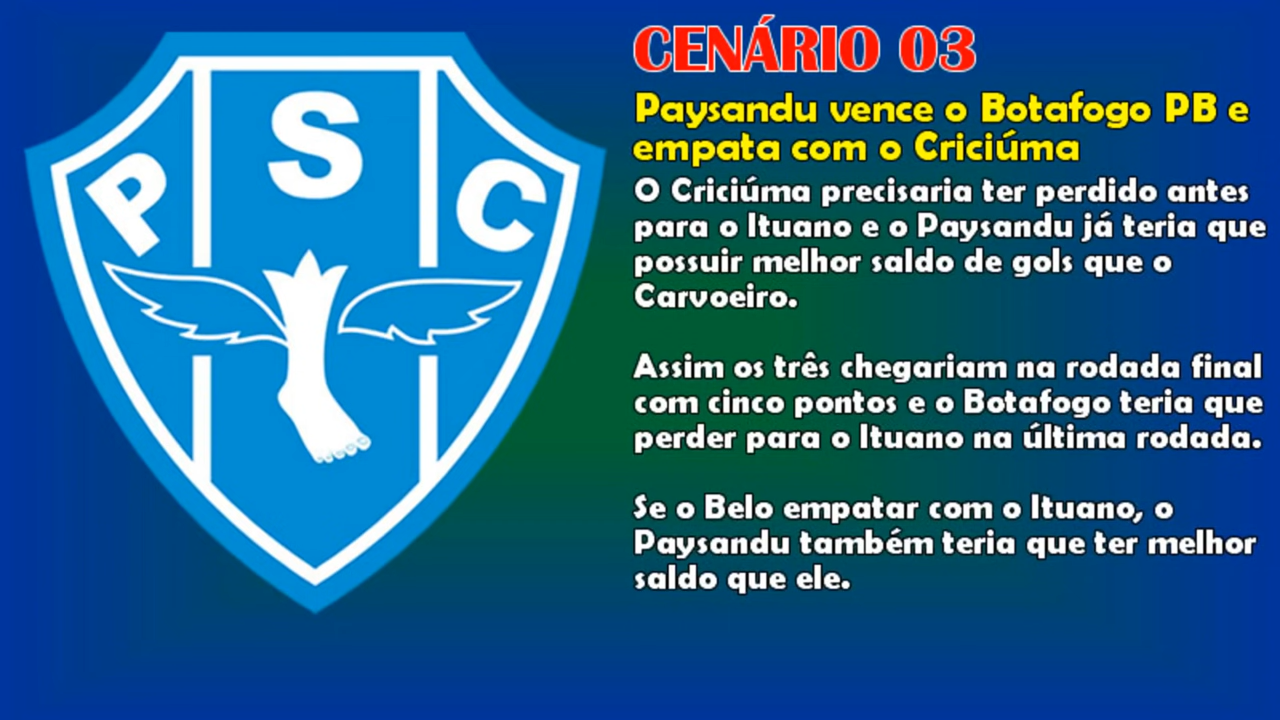 P S C
CENÁRIO 03
Paysandu vence o Botafogo PB e
empata com o Criciúma
O Criciúma precisaria ter perdido antes
para o Ituano e o Paysandu já teria que
possuir melhor saldo de gols que o
Carvoeiro.
Assim os três chegariam na rodada final
com cinco pontos e o Botafogo teria que
perder para o Ituano na última rodada.
Se o Belo empatar com o Ituano, o
Paysandu também teria que ter melhor
saldo que ele.